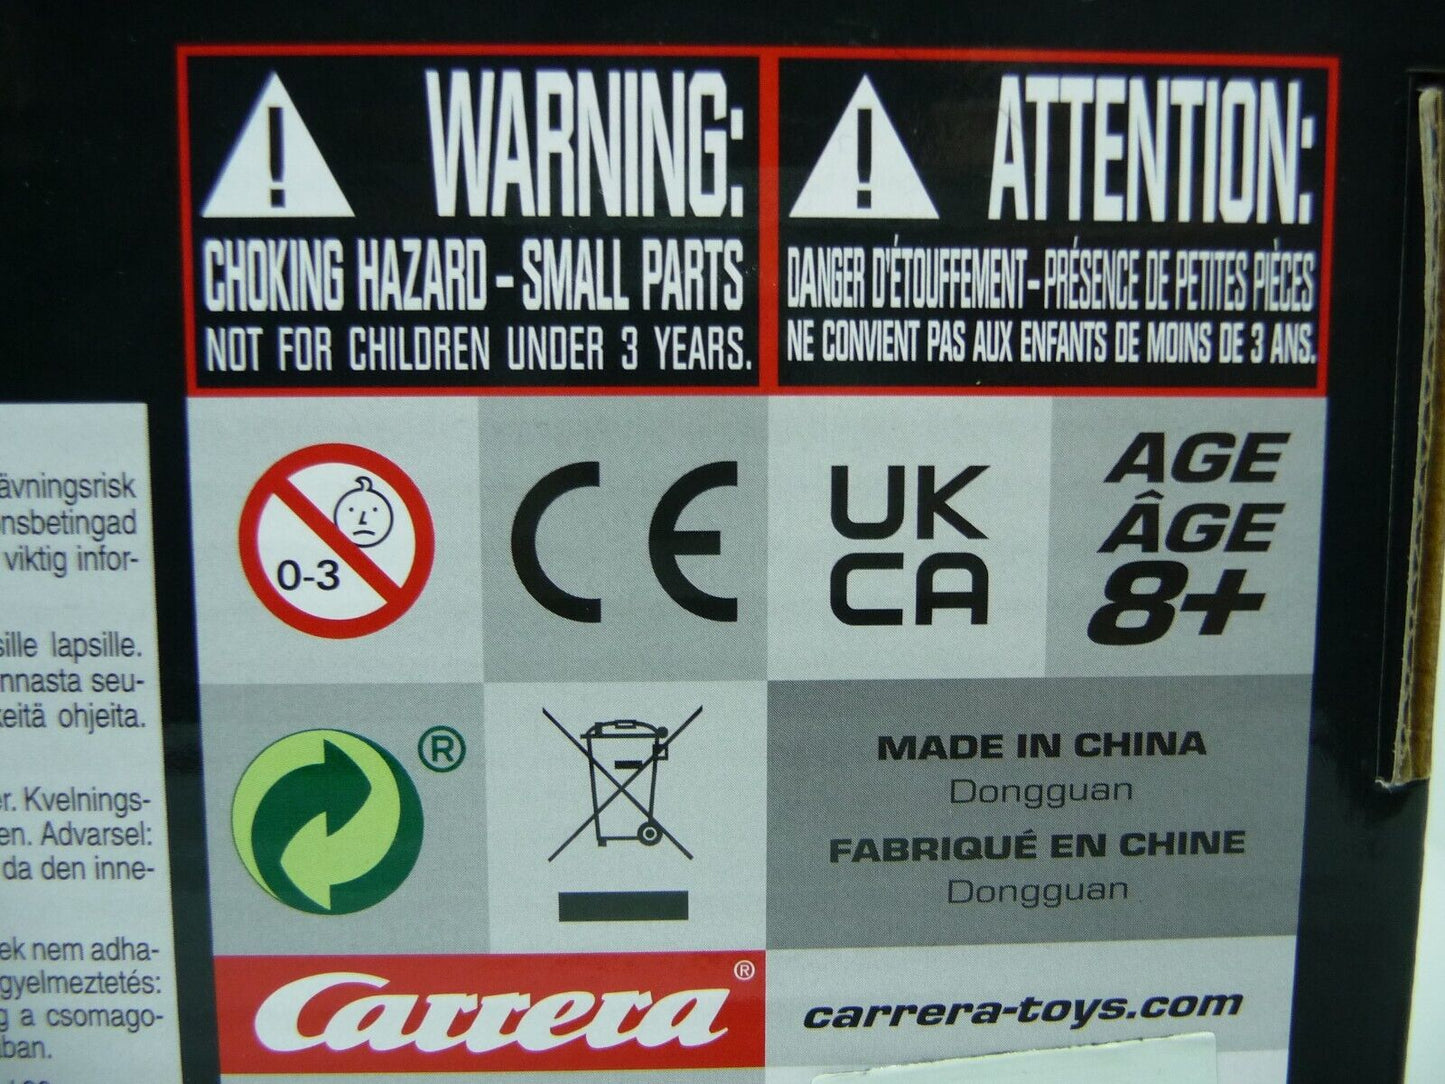 WARNING:
CHOKING HAZARD - SMALL PARTS
NOT FOR CHILDREN UNDER 3 YEARS.
ATTENTION:
DANGER D'ÉTOUFFEMENT - PRÉSENCE DE PETITES PIÈCES
NE CONVIENT PAS AUX ENFANTS DE MOINS DE 3 ANS.
0-3
CE
UK
CA
AGE
ÂGE
8+
®
MADE IN CHINA
Dongguan
FABRIQUÉ EN CHINE
Dongguan
Carrera®
carrera-toys.com
ävningsrisk
onsbetingad
viktig infor-
sille lapsille.
nnasta seu-
keitä ohjeita.
er. Kvelnings-
en. Advarsel:
da den inne-
ek nem adha-
gyelmeztetés:
g a csomago-
ában.